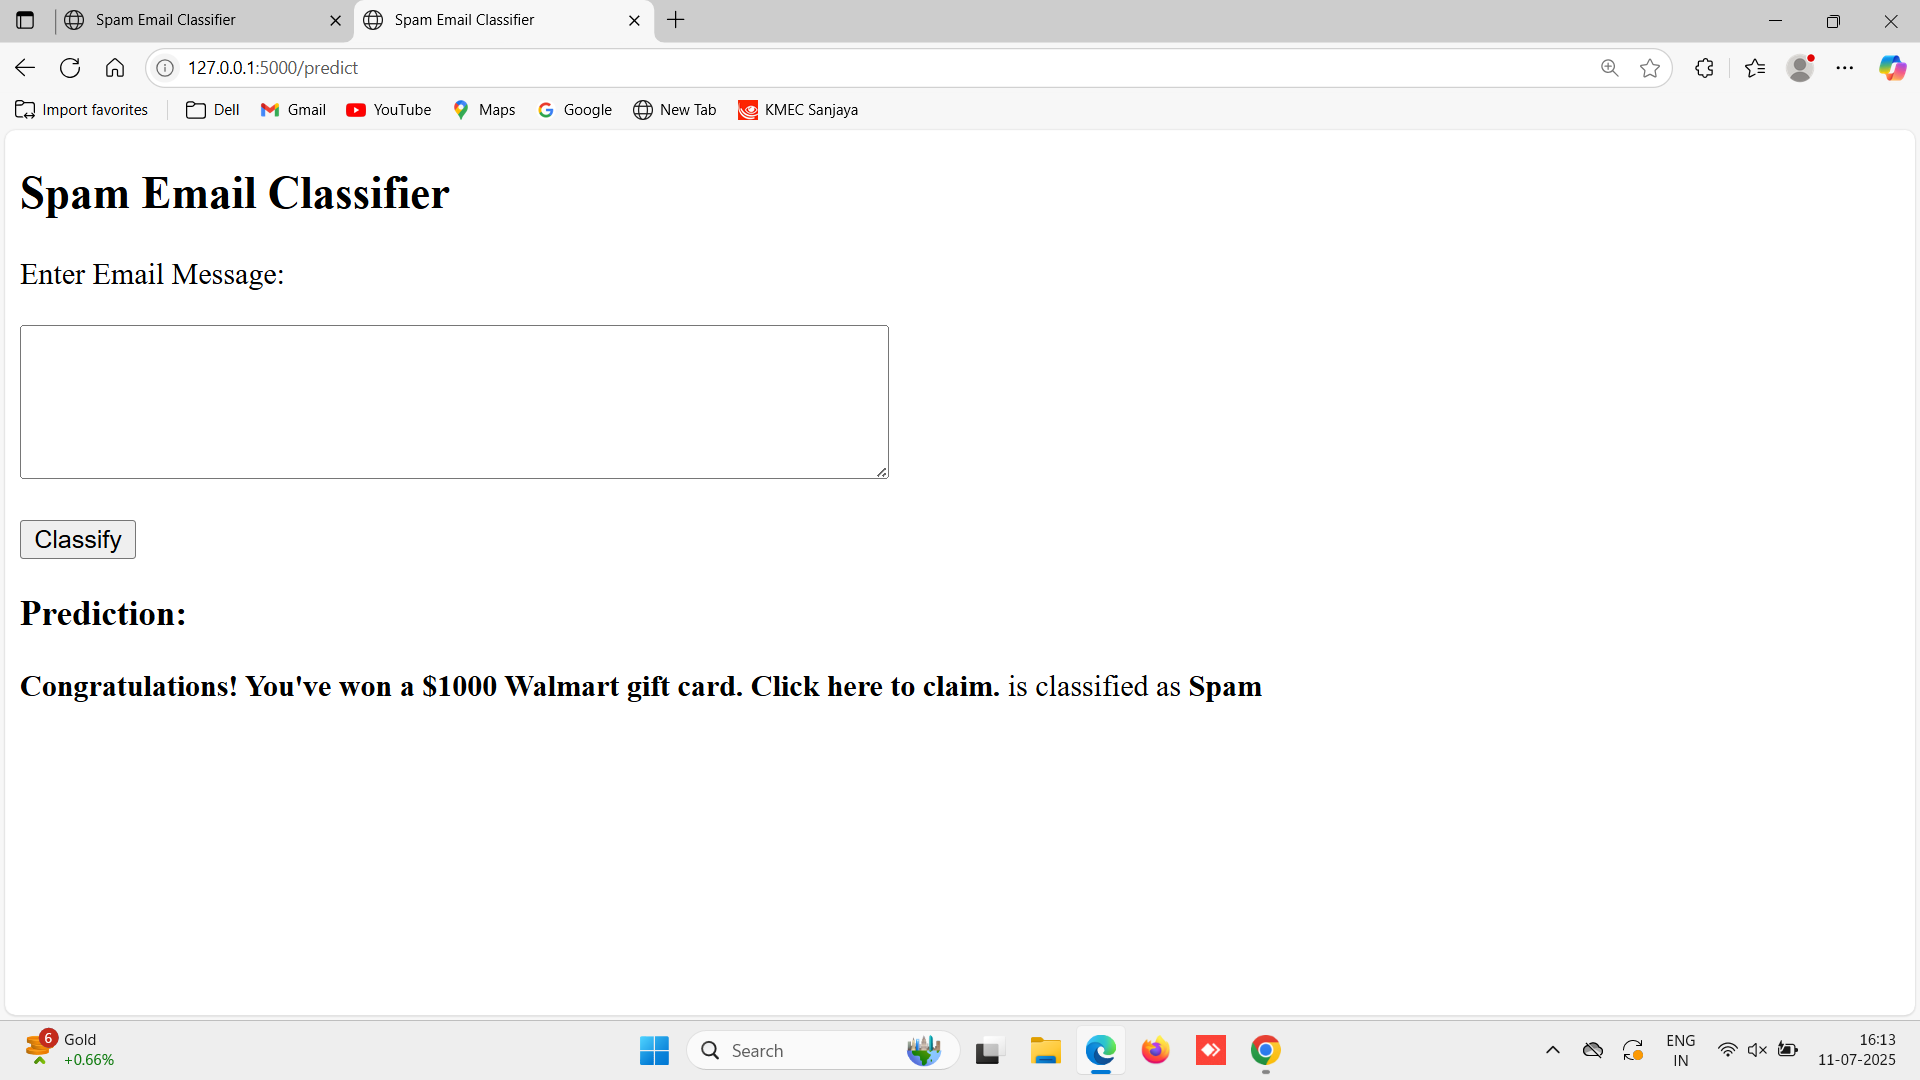 Spam Email Classifier
Spam Email Classifier
127.0.0.1:5000/predict
Import favorites
Dell
Gmail
YouTube
Maps
Google
New Tab
KMEC Sanjaya
Spam Email Classifier
Enter Email Message:
Classify
Prediction:
Congratulations! You've won a $1000 Walmart gift card. Click here to claim. is classified as Spam
6
Gold
+0.66%
Search
ENG
IN
16:13
11-07-2025